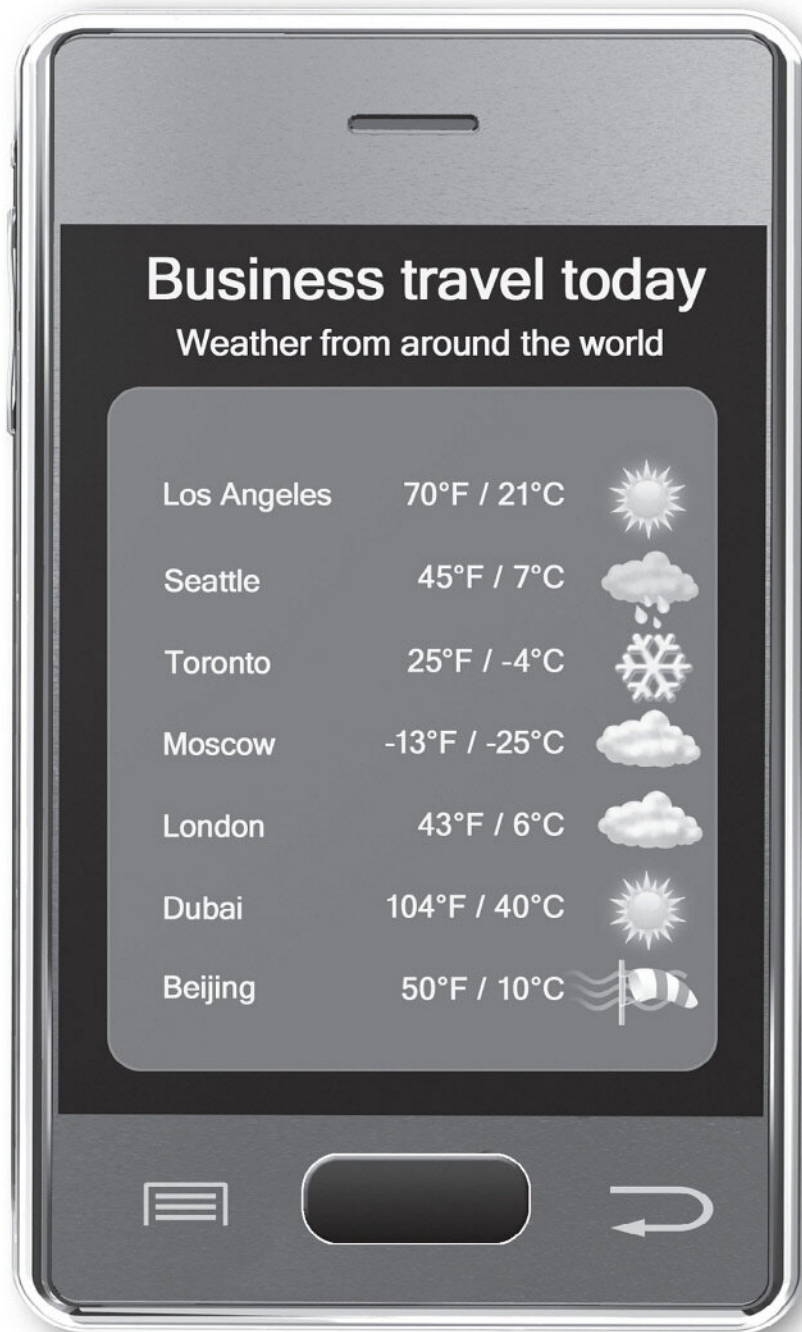 Business travel today
Weather from around the world
Los Angeles 70°F / 21°C
Seattle 45°F / 7°C
Toronto 25°F / -4°C
Moscow -13°F / -25°C
London 43°F / 6°C
Dubai 104°F / 40°C
Beijing 50°F / 10°C